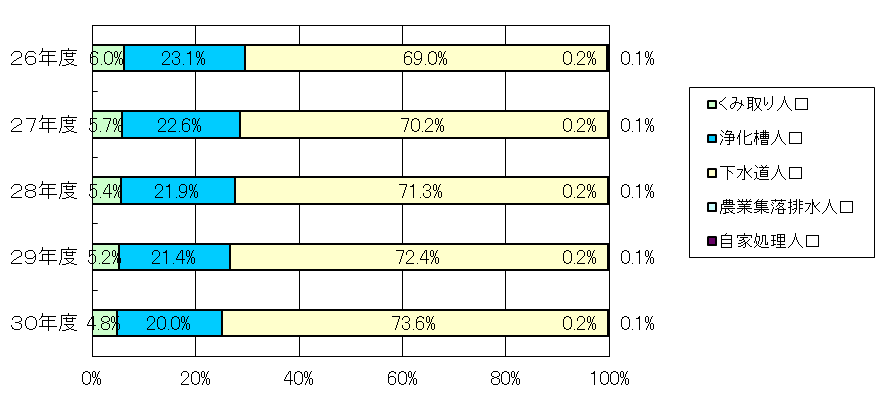 26年度 6.0% 23.1% 69.0% 0.2% 0.1%
27年度 5.7% 22.6% 70.2% 0.2% 0.1%
28年度 5.4% 21.9% 71.3% 0.2% 0.1%
29年度 5.2% 21.4% 72.4% 0.2% 0.1%
30年度 4.8% 20.0% 73.6% 0.2% 0.1%
0% 20% 40% 60% 80% 100%
くみ取り人口
浄化槽人口
下水道人口
農業集落排水人口
自家処理人口